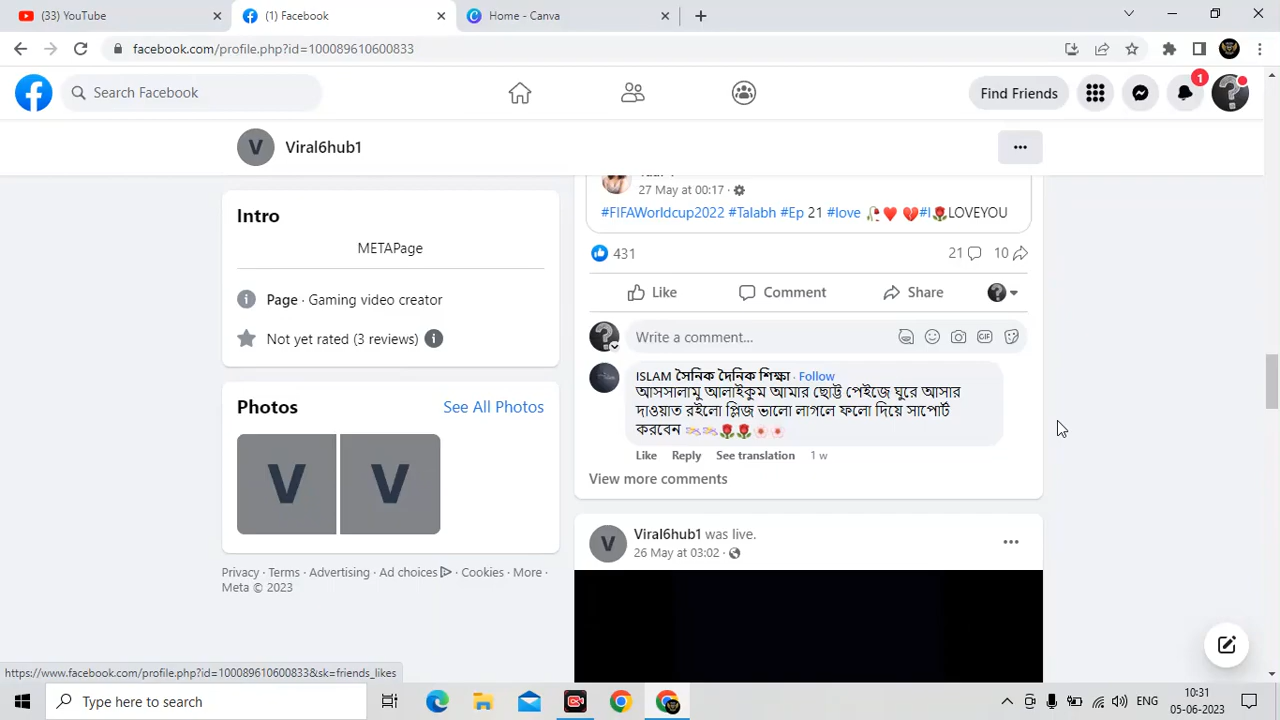 (33) YouTube
(1) Facebook
Home - Canva
facebook.com/profile.php?id=100089610600833
Search Facebook
Find Friends
1
V
Viral6hub1
27 May at 00:17
#FIFAWorldcup2022 #Talabh #Ep 21 #love 🥀❤️ 💔#I🌹LOVEYOU
431
21
10
Like
Comment
Share
Write a comment...
GIF
ISLAM সৈনিক দৈনিক শিক্ষা · Follow
আসসালামু আলাইকুম আমার ছোট্ট পেইজে ঘুরে আসার
দাওয়াত রইলো প্লিজ ভালো লাগলে ফলো দিয়ে সাপোর্ট
করবেন
Like Reply See translation 1 w
View more comments
V
Viral6hub1 was live.
26 May at 03:02
Intro
METAPage
Page · Gaming video creator
Not yet rated (3 reviews)
Photos
See All Photos
V
V
Privacy · Terms · Advertising · Ad choices · Cookies · More ·
Meta © 2023
https://www.facebook.com/profile.php?id=100089610600833&sk=friends_likes
Type here to search
ENG
10:31
05-06-2023